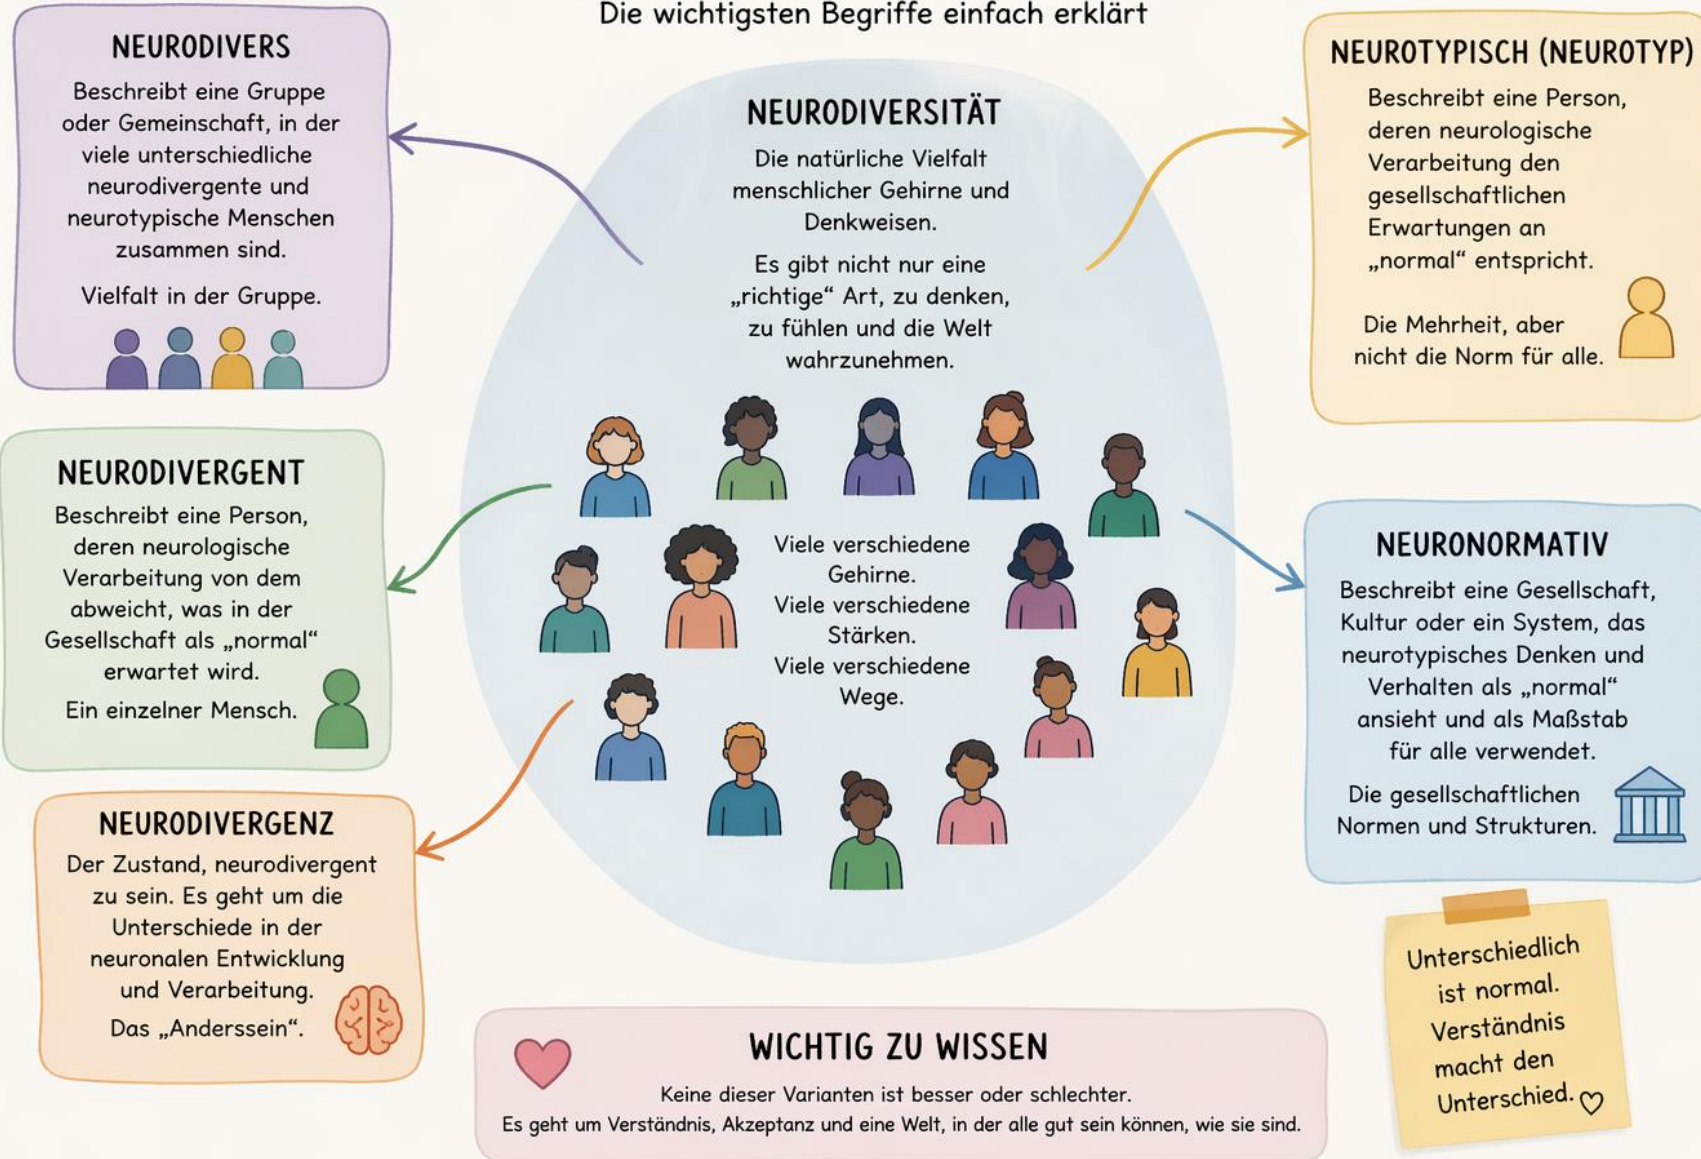 Die wichtigsten Begriffe einfach erklärt
NEURODIVERS
Beschreibt eine Gruppe
oder Gemeinschaft, in der
viele unterschiedliche
neurodivergente und
neurotypische Menschen
zusammen sind.
Vielfalt in der Gruppe.
NEURODIVERGENT
Beschreibt eine Person,
deren neurologische
Verarbeitung von dem
abweicht, was in der
Gesellschaft als „normal“
erwartet wird.
Ein einzelner Mensch.
NEURODIVERGENZ
Der Zustand, neurodivergent
zu sein. Es geht um die
Unterschiede in der
neuronalen Entwicklung
und Verarbeitung.
Das „Anderssein“.
NEURODIVERSITÄT
Die natürliche Vielfalt
menschlicher Gehirne und
Denkweisen.
Es gibt nicht nur eine
„richtige“ Art, zu denken,
zu fühlen und die Welt
wahrzunehmen.
Viele verschiedene
Gehirne.
Viele verschiedene
Stärken.
Viele verschiedene
Wege.
NEUROTYPISCH (NEUROTYP)
Beschreibt eine Person,
deren neurologische
Verarbeitung den
gesellschaftlichen
Erwartungen an
„normal“ entspricht.
Die Mehrheit, aber
nicht die Norm für alle.
NEURONORMATIV
Beschreibt eine Gesellschaft,
Kultur oder ein System, das
neurotypisches Denken und
Verhalten als „normal“
ansieht und als Maßstab
für alle verwendet.
Die gesellschaftlichen
Normen und Strukturen.
WICHTIG ZU WISSEN
Keine dieser Varianten ist besser oder schlechter.
Es geht um Verständnis, Akzeptanz und eine Welt, in der alle gut sein können, wie sie sind.
Unterschiedlich
ist normal.
Verständnis
macht den
Unterschied.